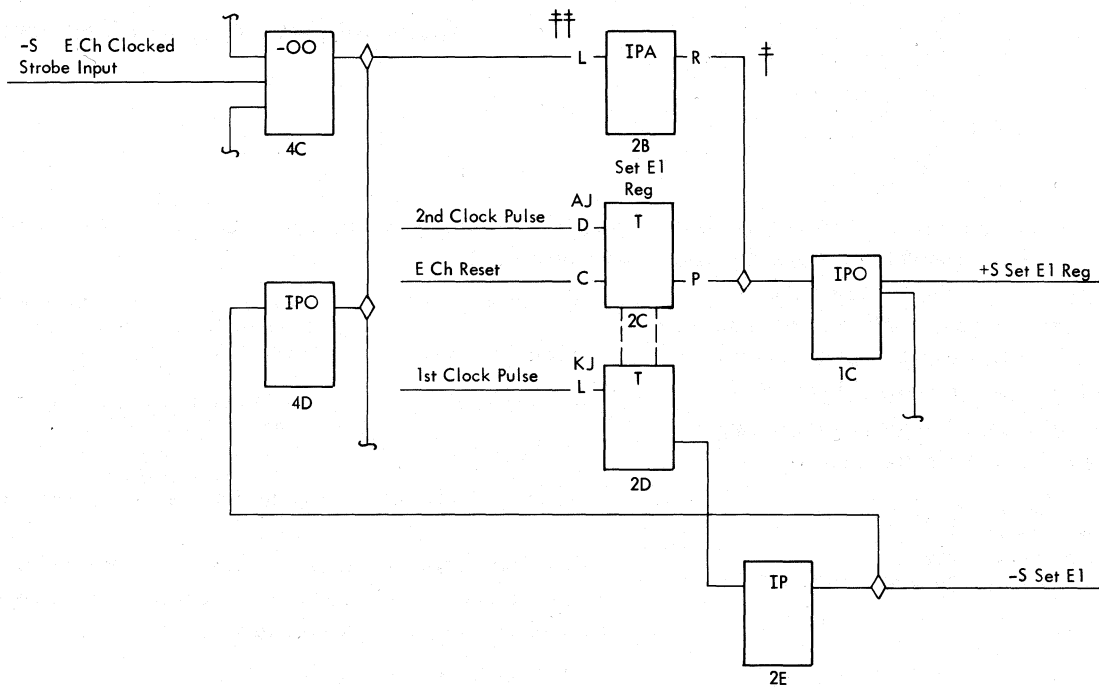 -S E Ch Clocked
Strobe Input
-OO
4C
‡‡
L
IPA
R
‡
2B
Set E1
Reg
2nd Clock Pulse
AJ
D
T
E Ch Reset
C
P
2C
IPO
+S Set E1 Reg
1C
IPO
4D
1st Clock Pulse
KJ
L
T
2D
IP
-S Set E1
2E